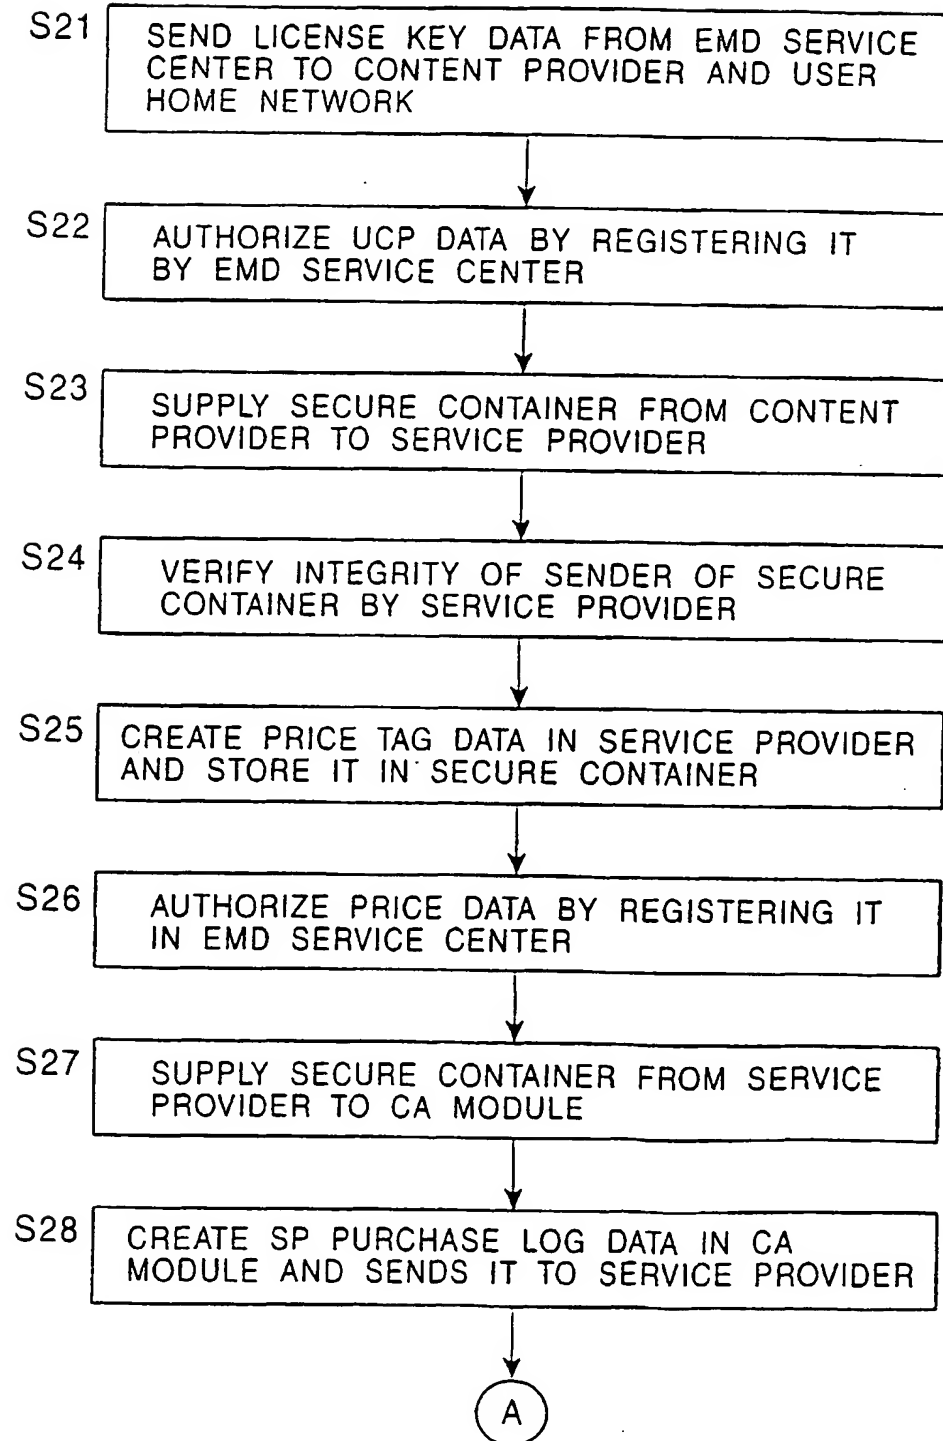 S21
SEND LICENSE KEY DATA FROM EMD SERVICE
CENTER TO CONTENT PROVIDER AND USER
HOME NETWORK
S22
AUTHORIZE UCP DATA BY REGISTERING IT
BY EMD SERVICE CENTER
S23
SUPPLY SECURE CONTAINER FROM CONTENT
PROVIDER TO SERVICE PROVIDER
S24
VERIFY INTEGRITY OF SENDER OF SECURE
CONTAINER BY SERVICE PROVIDER
S25
CREATE PRICE TAG DATA IN SERVICE PROVIDER
AND STORE IT IN SECURE CONTAINER
S26
AUTHORIZE PRICE DATA BY REGISTERING IT
IN EMD SERVICE CENTER
S27
SUPPLY SECURE CONTAINER FROM SERVICE
PROVIDER TO CA MODULE
S28
CREATE SP PURCHASE LOG DATA IN CA
MODULE AND SENDS IT TO SERVICE PROVIDER
A